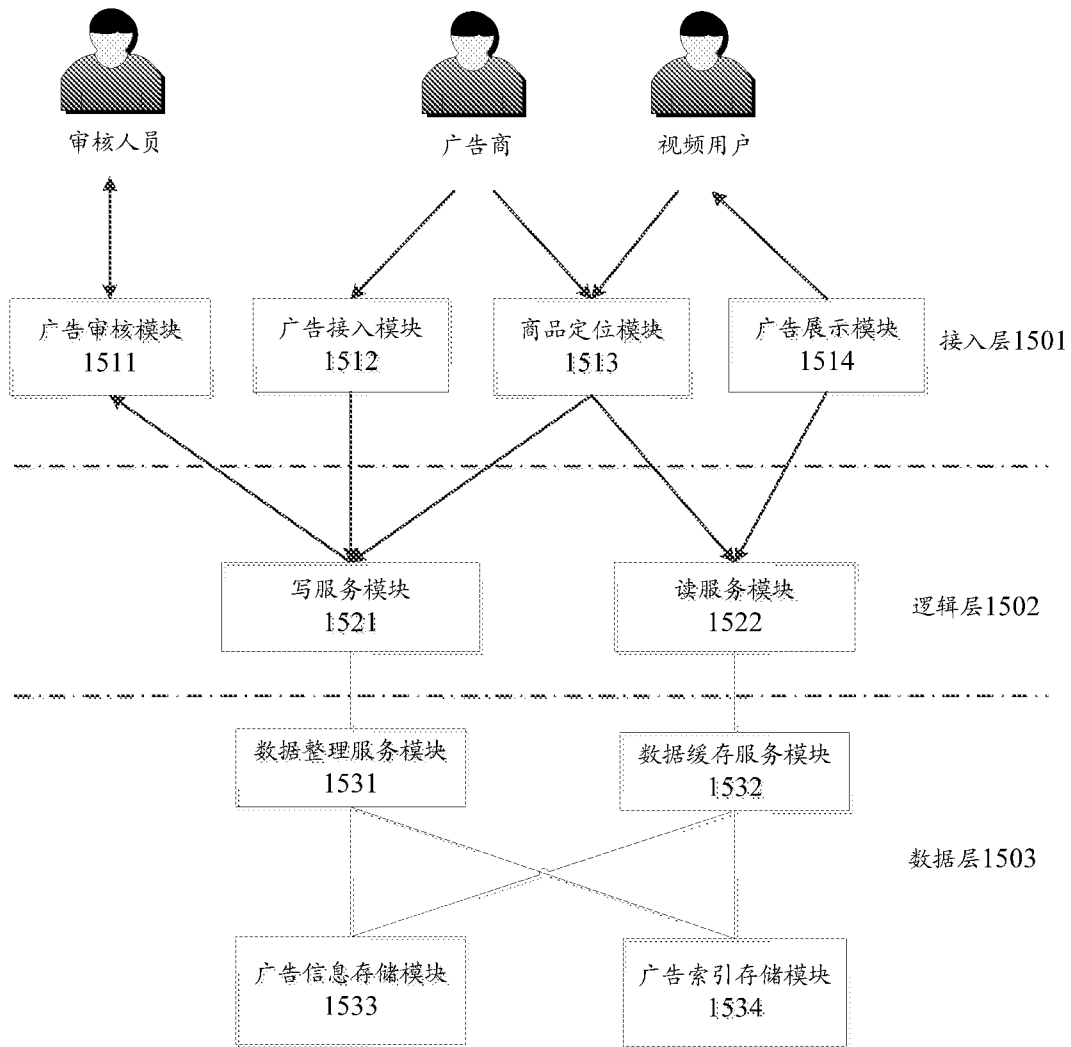 审核人员
广告商
视频用户
广告审核模块
1511
广告接入模块
1512
商品定位模块
1513
广告展示模块
1514
接入层1501
写服务模块
1521
读服务模块
1522
逻辑层1502
数据整理服务模块
1531
数据缓存服务模块
1532
数据层1503
广告信息存储模块
1533
广告索引存储模块
1534